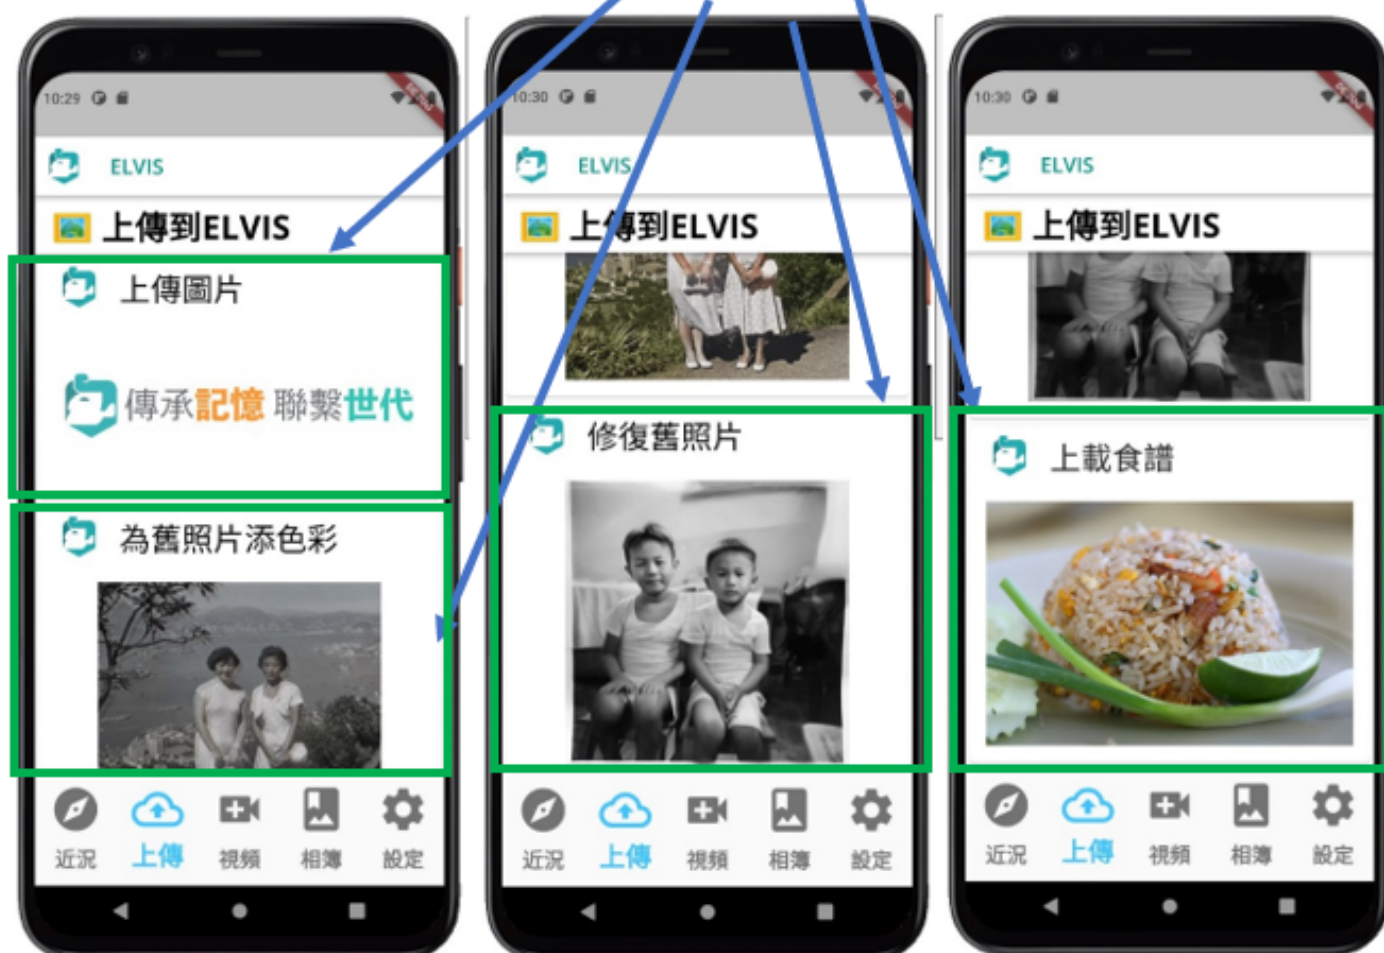 10:29
ELVIS
上傳到ELVIS
上傳圖片
傳承記憶 聯繫世代
為舊照片添色彩
近況
上傳
視頻
相簿
設定
10:30
ELVIS
上傳到ELVIS
修復舊照片
近況
上傳
視頻
相簿
設定
10:30
ELVIS
上傳到ELVIS
上載食譜
近況
上傳
視頻
相簿
設定